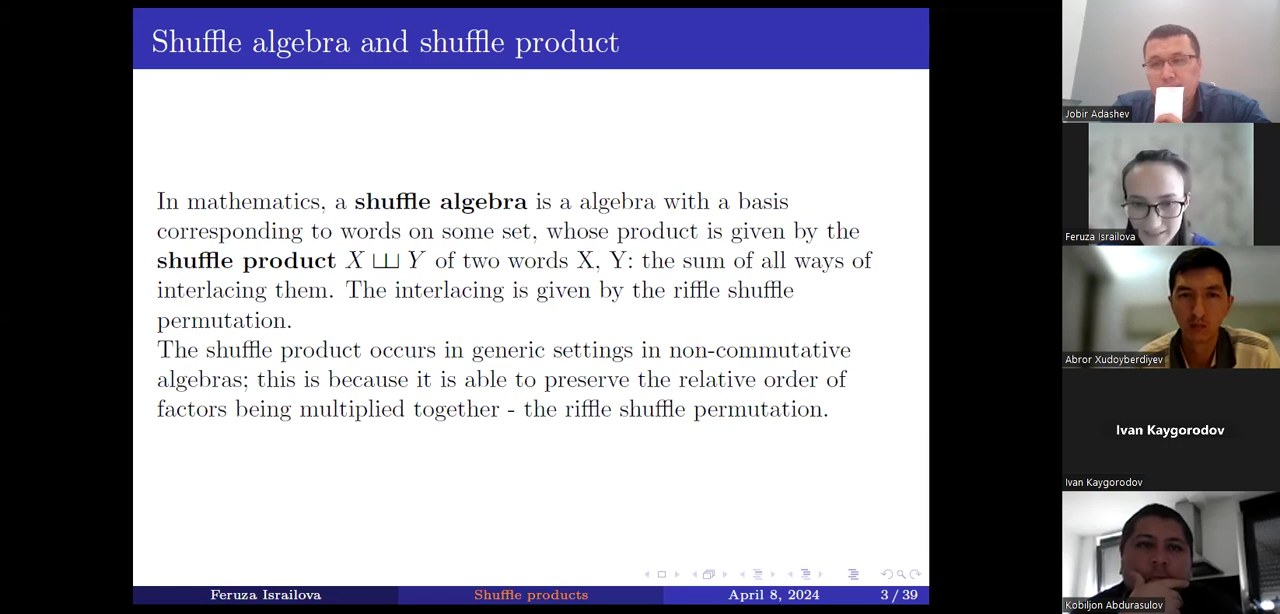 Shuffle algebra and shuffle product
In mathematics, a shuffle algebra is a algebra with a basis
corresponding to words on some set, whose product is given by the
shuffle product X ⧢ Y of two words X, Y: the sum of all ways of
interlacing them. The interlacing is given by the riffle shuffle
permutation.
The shuffle product occurs in generic settings in non-commutative
algebras; this is because it is able to preserve the relative order of
factors being multiplied together - the riffle shuffle permutation.
Feruza Israilova
Shuffle products
April 8, 2024
3 / 39
Jobir Adashev
Feruza Israilova
Abror Xudoyberdiyev
Ivan Kaygorodov
Ivan Kaygorodov
Kobiljon Abdurasulov